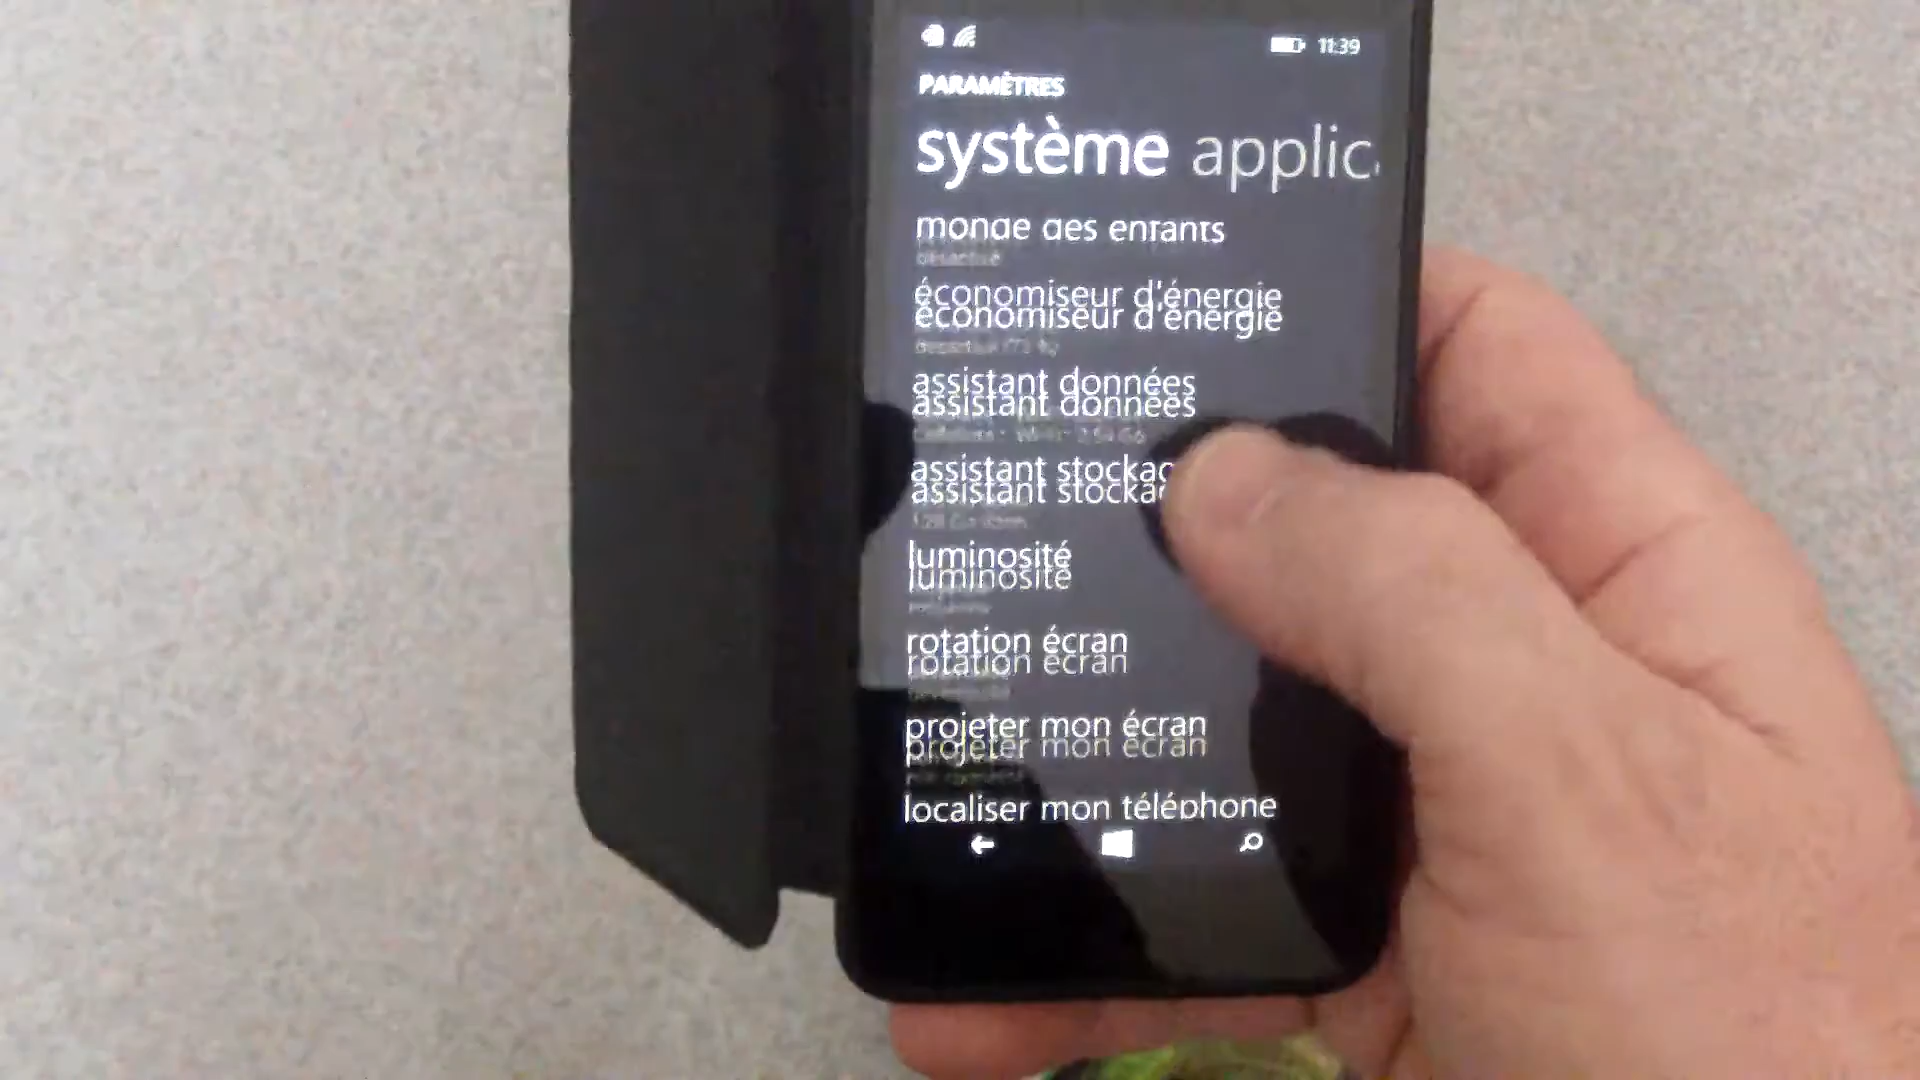 11:39
PARAMÈTRES
système applic
monde des enfants
désactivé
économiseur d'énergie
assistant données
assistant stockag
luminosité
rotation écran
projeter mon écran
localiser mon téléphone